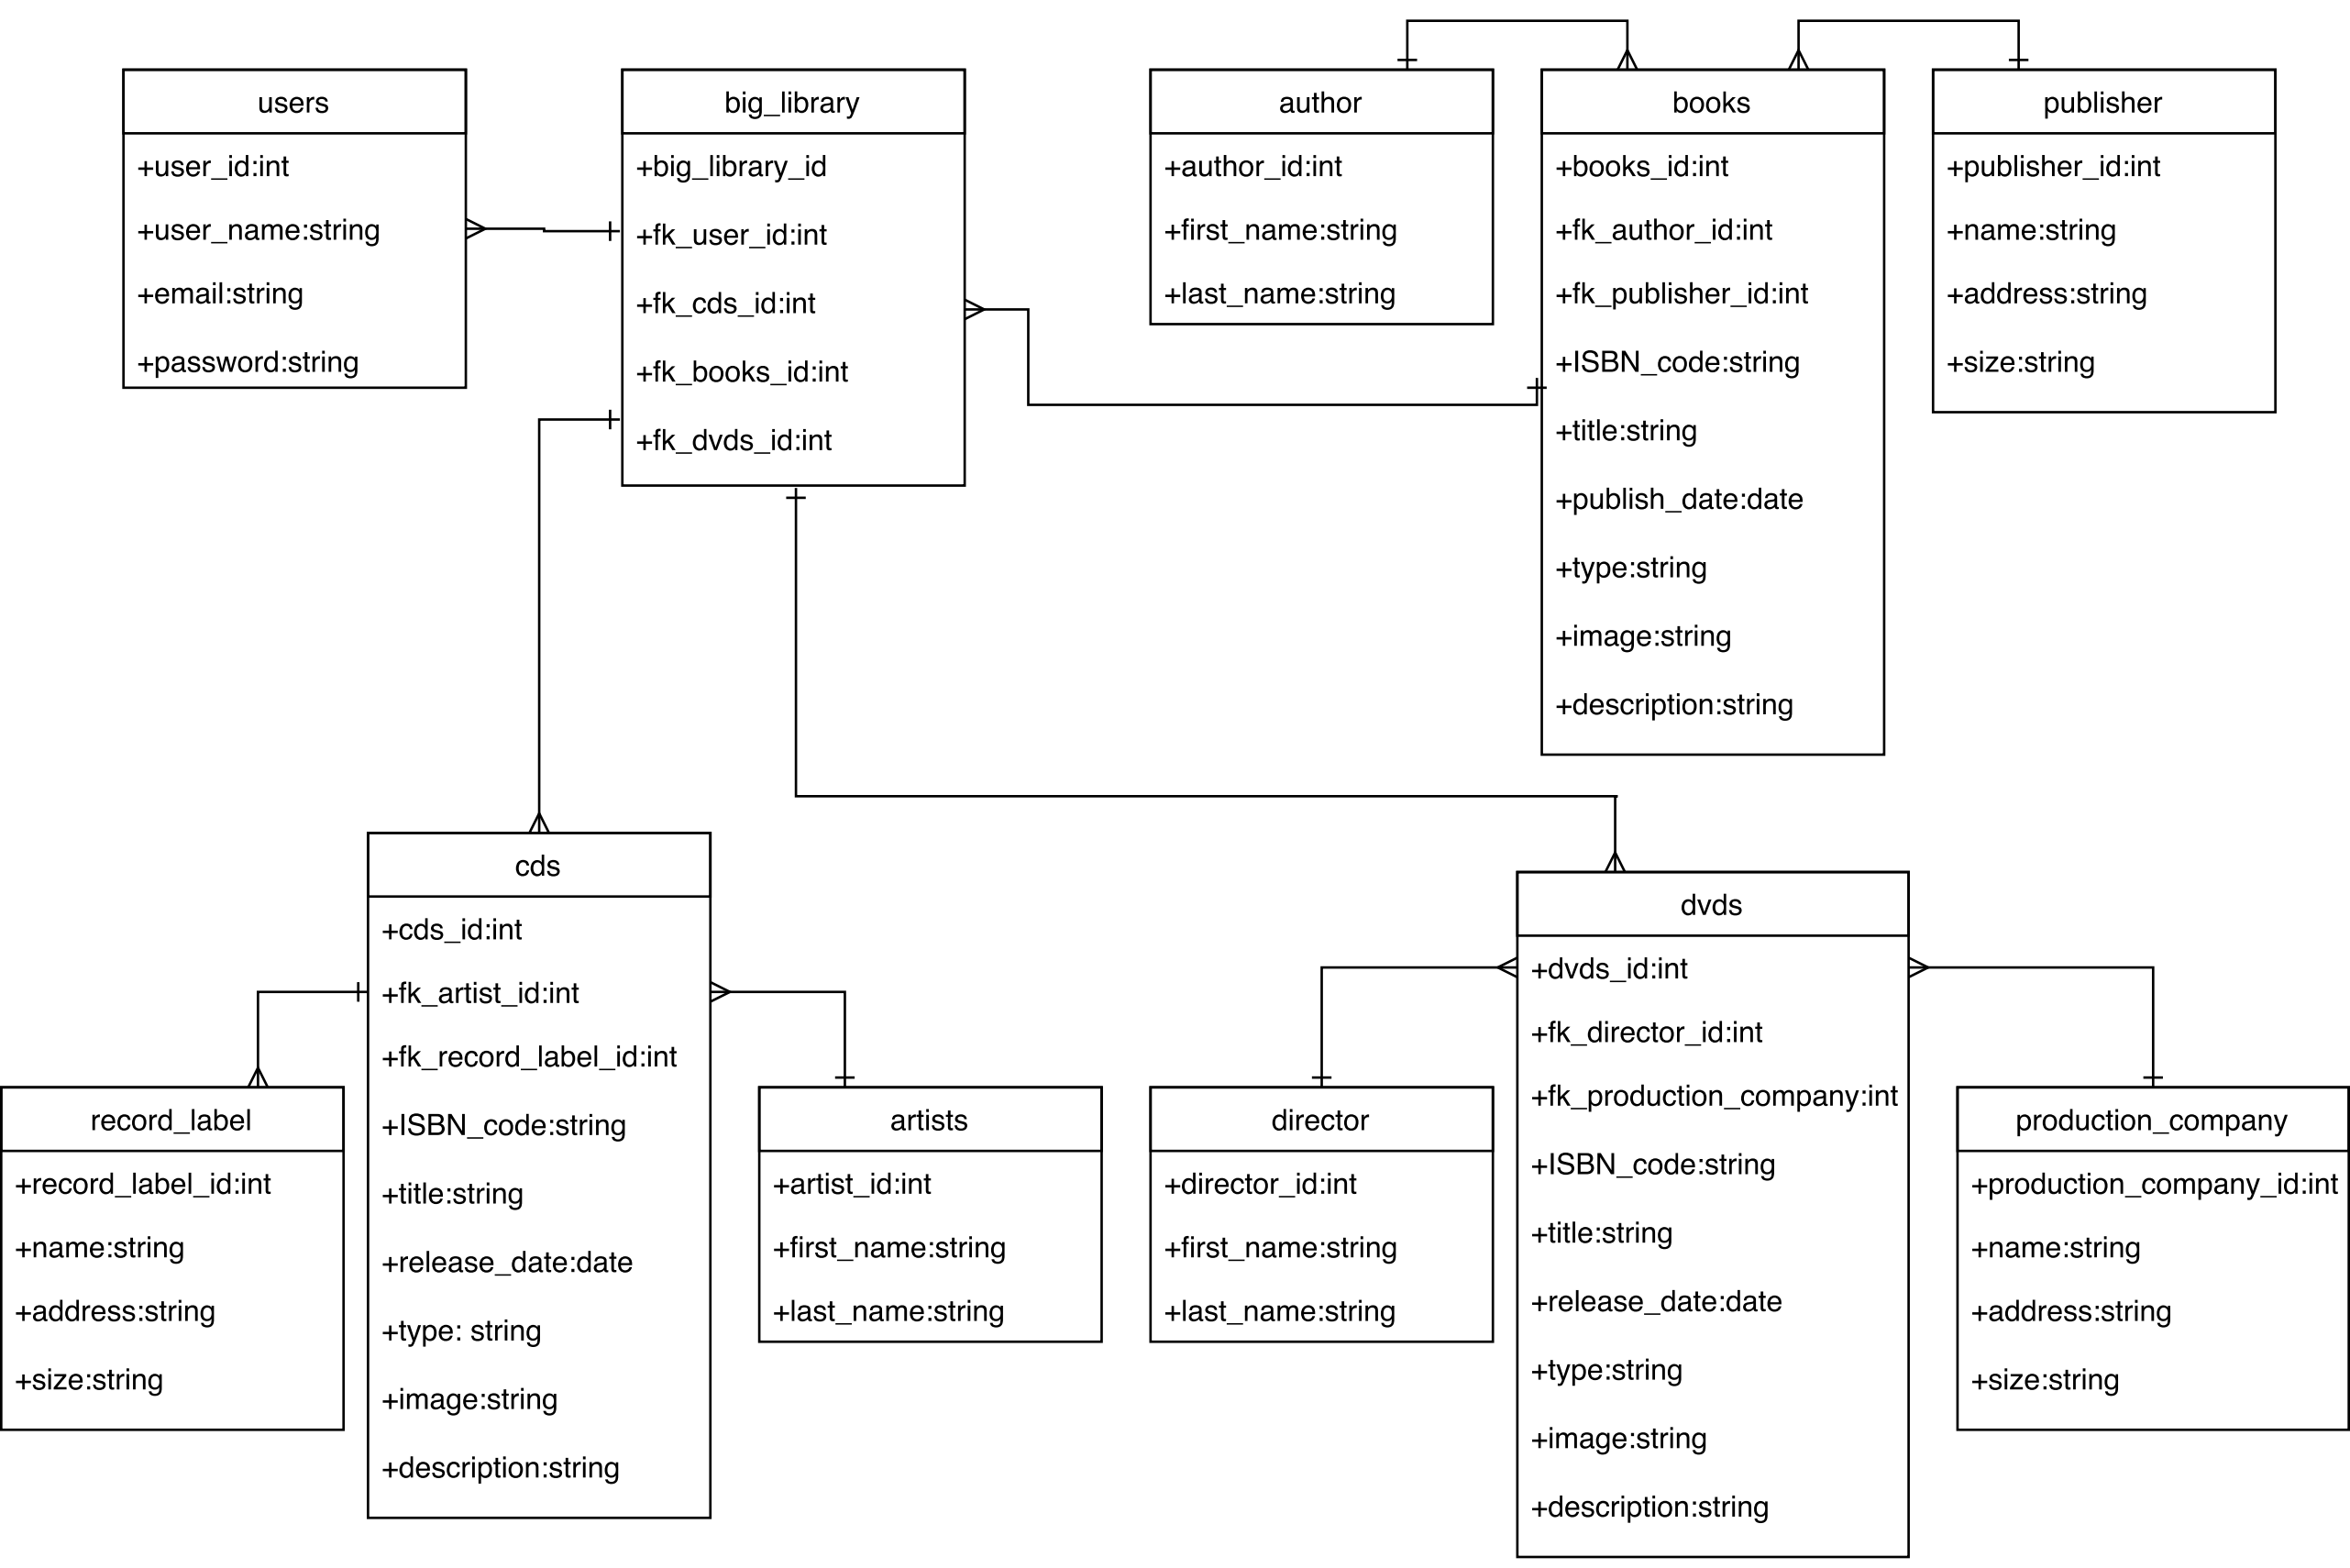 users
+user_id:int
+user_name:string
+email:string
+password:string
big_library
+big_library_id
+fk_user_id:int
+fk_cds_id:int
+fk_books_id:int
+fk_dvds_id:int
author
+author_id:int
+first_name:string
+last_name:string
books
+books_id:int
+fk_author_id:int
+fk_publisher_id:int
+ISBN_code:string
+title:string
+publish_date:date
+type:string
+image:string
+description:string
publisher
+publisher_id:int
+name:string
+address:string
+size:string
record_label
+record_label_id:int
+name:string
+address:string
+size:string
cds
+cds_id:int
+fk_artist_id:int
+fk_record_label_id:int
+ISBN_code:string
+title:string
+release_date:date
+type: string
+image:string
+description:string
artists
+artist_id:int
+first_name:string
+last_name:string
director
+director_id:int
+first_name:string
+last_name:string
dvds
+dvds_id:int
+fk_director_id:int
+fk_production_company:int
+ISBN_code:string
+title:string
+release_date:date
+type:string
+image:string
+description:string
production_company
+production_company_id:int
+name:string
+address:string
+size:string